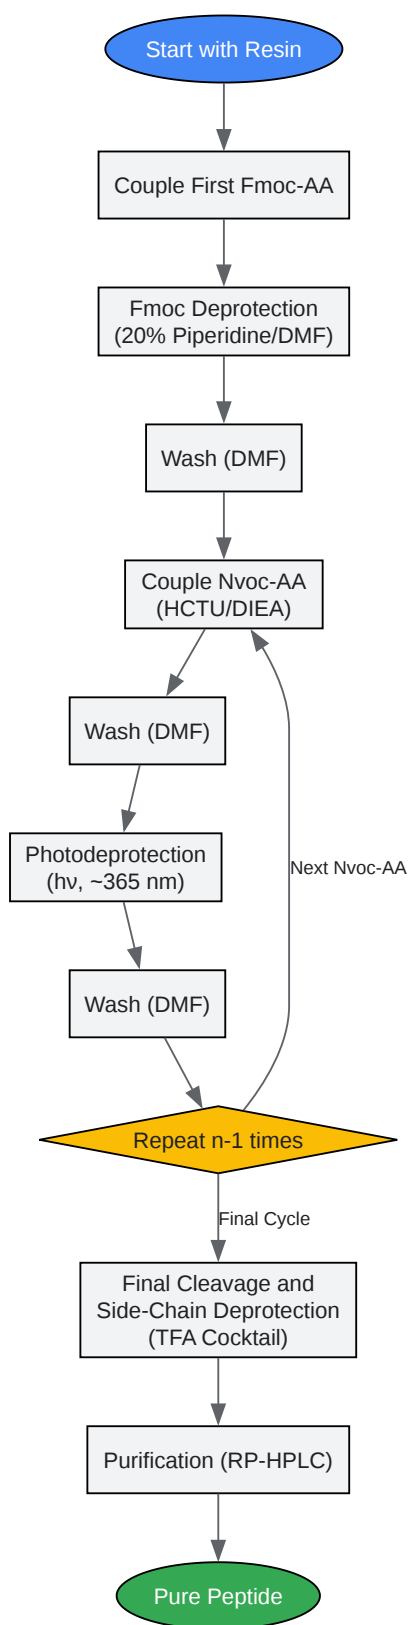 Start with Resin
Couple First Fmoc-AA
Fmoc Deprotection
(20% Piperidine/DMF)
Wash (DMF)
Couple Nvoc-AA
(HCTU/DIEA)
Wash (DMF)
Photodeprotection
(hν, ~365 nm)
Next Nvoc-AA
Wash (DMF)
Repeat n-1 times
Final Cycle
Final Cleavage and
Side-Chain Deprotection
(TFA Cocktail)
Purification (RP-HPLC)
Pure Peptide